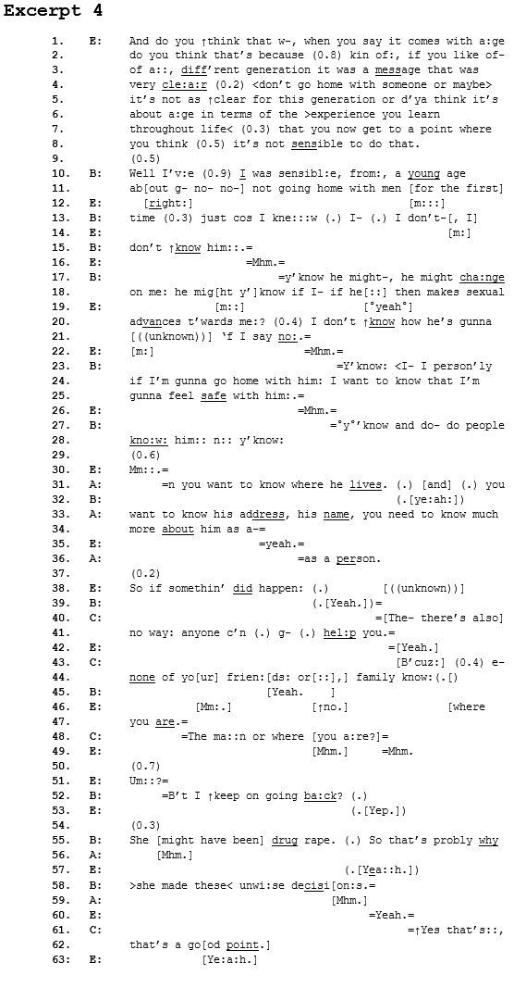 Excerpt 4
1. E: And do you ↑think that w-, when you say it comes with a:ge
2. do you think that's because (0.8) kin of:, if you like of-
3. of a::, diff'rent generation it was a message that was
4. very cle:a:r (0.2) <don't go home with someone or maybe>
5. it's not as ↑clear for this generation or d'ya think it's
6. about a:ge in terms of the >experience you learn
7. throughout life< (0.3) that you now get to a point where
8. you think (0.5) it's not sensible to do that.
9. (0.5)
10. B: Well I'v:e (0.9) I was sensibl:e, from:, a young age
11. ab[out g- no- no-] not going home with men [for the first]
12. E: [right:] [m:::]
13. B: time (0.3) just cos I kne:::w (.) I- (.) I don't-[, I]
14. E: [m:]
15. B: don't ↑know him::.=
16. E: =Mhm.=
17. B: =y'know he might-, he might cha:nge
18. on me: he mig[ht y']know if I- if he[::] then makes sexual
19. E: [m::] [°yeah°]
20. advances t'wards me:? (0.4) I don't ↑know how he's gunna
21. [((unknown))] 'f I say no:.=
22. E: [m:] =Mhm.=
23. B: =Y'know: <I- I person'ly
24. if I'm gunna go home with him: I want to know that I'm
25. gunna feel safe with him:.=
26. E: =Mhm.=
27. B: =°y°'know and do- do people
28. kno:w: him:: n:: y'know:
29. (0.6)
30. E: Mm::.=
31. A: =n you want to know where he lives. (.) [and] (.) you
32. B: (.[ye:ah:])
33. A: want to know his address, his name, you need to know much
34. more about him as a-=
35. E: =yeah.=
36. A: =as a person.
37. (0.2)
38. E: So if somethin' did happen: (.) [((unknown))]
39. B: (.[Yeah.])=
40. C: =[The- there's also]
41. no way: anyone c'n (.) g- (.) hel:p you.=
42. E: =[Yeah.]
43. C: [B'cuz:] (0.4) e-
44. none of yo[ur] frien:[ds: or[::],] family know:(.[)
45. B: [Yeah. ]
46. E: [Mm:.] [↑no.] [where
47. you are.=
48. C: =The ma::n or where [you a:re?]=
49. E: [Mhm.] =Mhm.
50. (0.7)
51. E: Um::?=
52. B: =B't I ↑keep on going ba:ck? (.)
53. E: (.[Yep.])
54. (0.3)
55. B: She [might have been] drug rape. (.) So that's probly why
56. A: [Mhm.]
57. E: (.[Yea::h.])
58. B: >she made these< unwi:se decisi[on:s.=
59. A: [Mhm.]
60. E: =Yeah.=
61. C: =↑Yes that's::,
62. that's a go[od point.]
63: E: [Ye:a:h.]